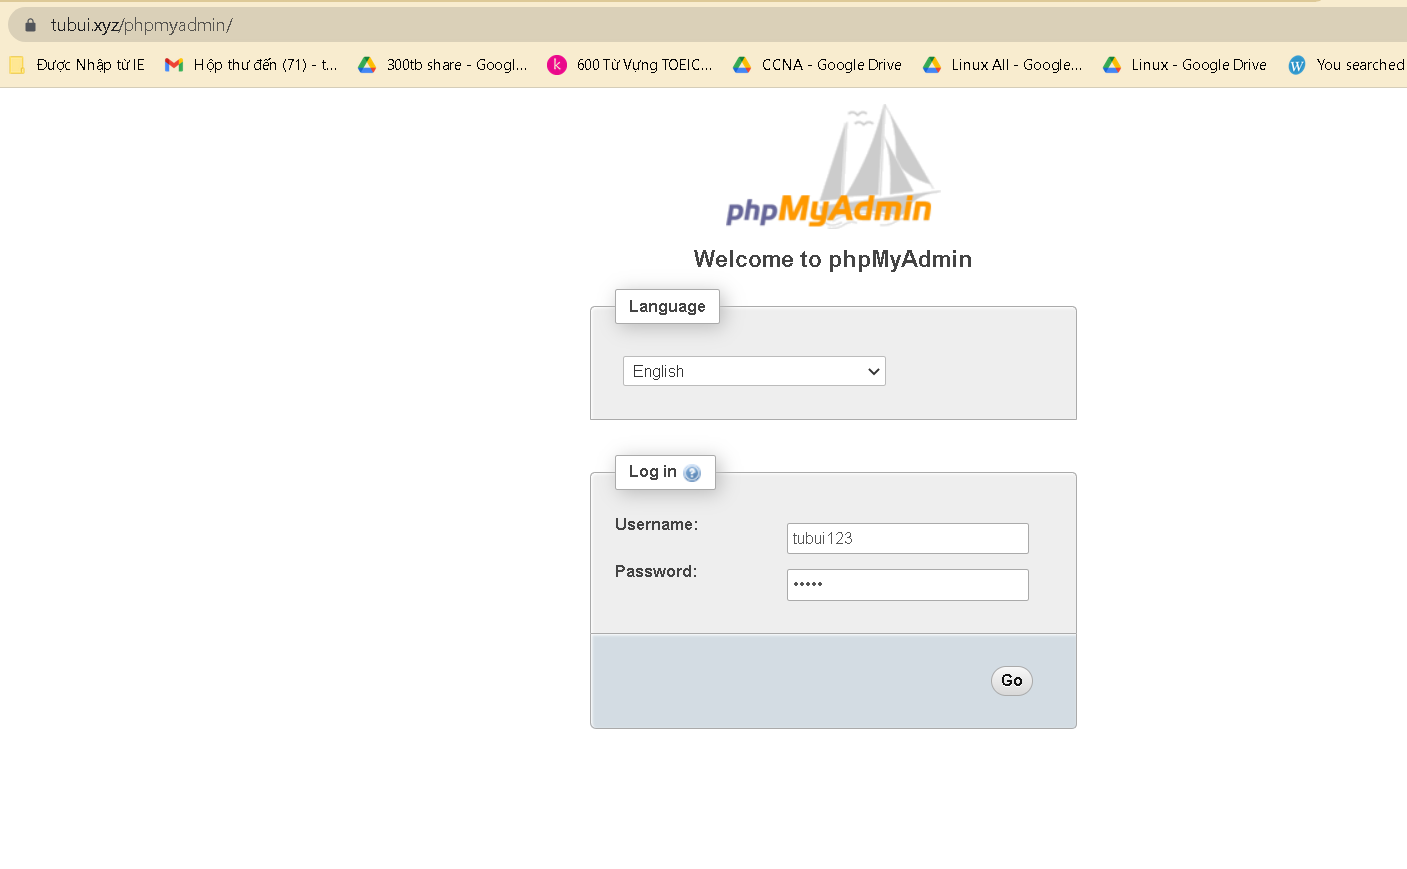 tubui.xyz/phpmyadmin/
Được Nhập từ IE Hộp thư đến (71) - t... 300tb share - Googl... k 600 Từ Vựng TOEIC... CCNA - Google Drive Linux All - Google... Linux - Google Drive W You searched
phpMyAdmin
Welcome to phpMyAdmin
Language
English
Log in ?
Username:
tubui123
Password:
•••••
Go